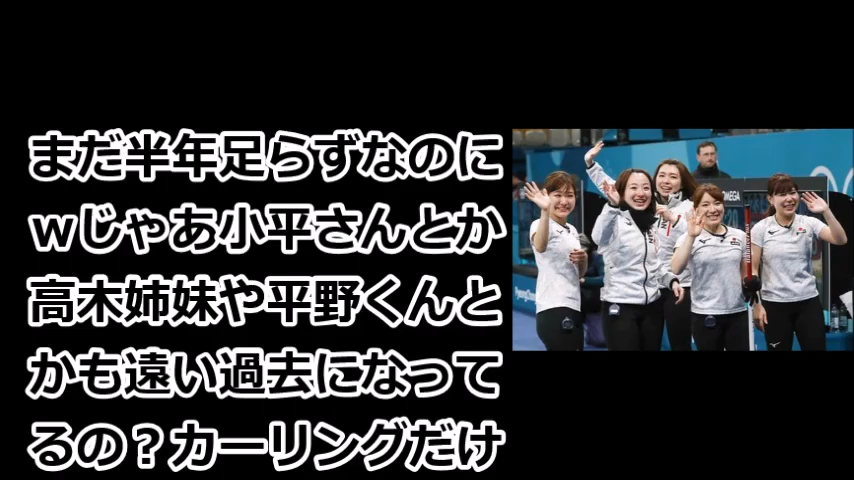 まだ半年足らずなのに
wじゃあ小平さんとか
高木姉妹や平野くんと
かも遠い過去になって
るの？カーリングだけ
OMEGA